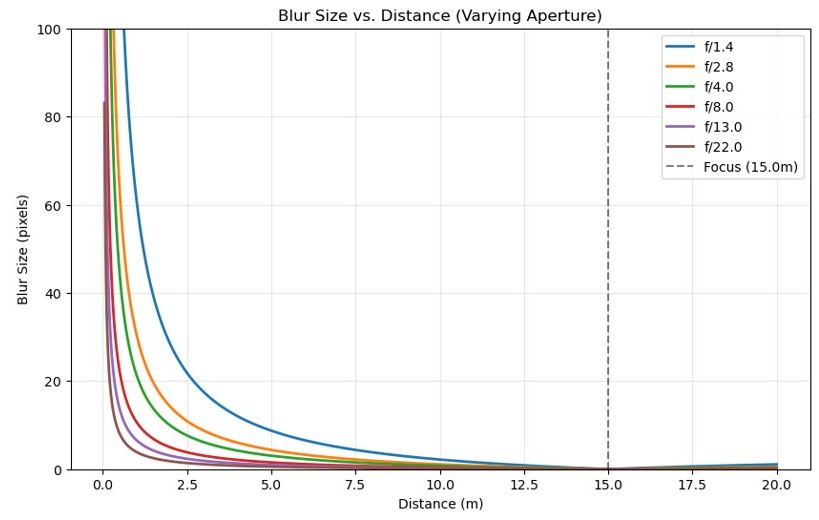 Blur Size vs. Distance (Varying Aperture)
100
80
60
40
20
0
Blur Size (pixels)
f/1.4
f/2.8
f/4.0
f/8.0
f/13.0
f/22.0
Focus (15.0m)
0.0 2.5 5.0 7.5 10.0 12.5 15.0 17.5 20.0
Distance (m)